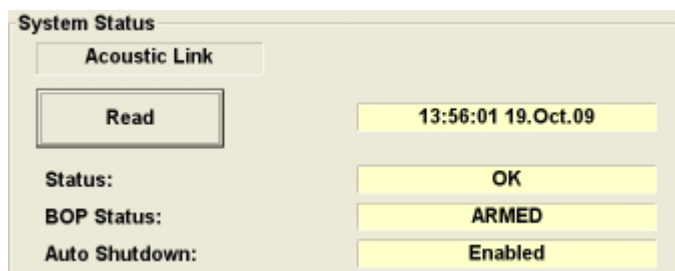 System Status
Acoustic Link
Read 13:56:01 19.Oct.09
Status: OK
BOP Status: ARMED
Auto Shutdown: Enabled